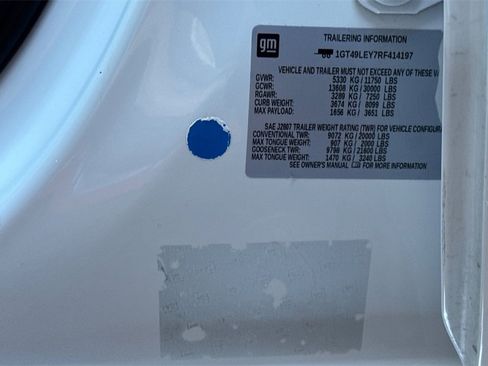 gm
TRAILERING INFORMATION
1GT49LEY7RF414197
VEHICLE AND TRAILER MUST NOT EXCEED ANY OF THESE
GVWR: 5330 KG / 11750 LBS
GCWR: 13608 KG / 30000 LBS
RGAWR: 3289 KG / 7250 LBS
CURB WEIGHT: 3674 KG / 8099 LBS
MAX PAYLOAD: 1656 KG / 3651 LBS
SAE J2807 TRAILER WEIGHT RATING (TWR) FOR VEHICLE
CONVENTIONAL TWR: 9072 KG / 20000 LBS
MAX TONGUE WEIGHT: 907 KG / 2000 LBS
GOOSENECK TWR: 9798 KG / 21600 LBS
MAX TONGUE WEIGHT: 1470 KG / 3240 LBS
SEE OWNER'S MANUAL FOR MORE INFORMATION